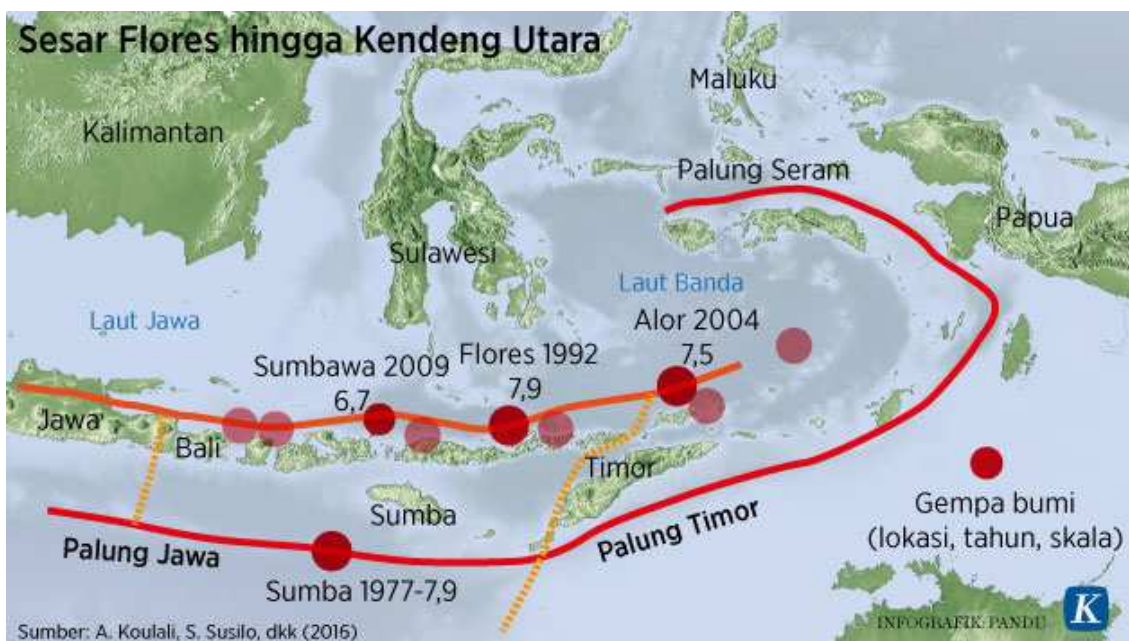 Sesar Flores hingga Kendeng Utara
Maluku
Kalimantan
Palung Seram
Papua
Sulawesi
Laut Banda
Laut Jawa
Alor 2004
7,5
Flores 1992
7,9
Sumbawa 2009
6,7
Jawa
Bali
Timor
Sumba
Gempa bumi
(lokasi, tahun, skala)
Palung Timor
Palung Jawa
Sumba 1977-7,9
K
INFOGRAFIK: PANDU
Sumber: A. Koulali, S. Susilo, dkk (2016)